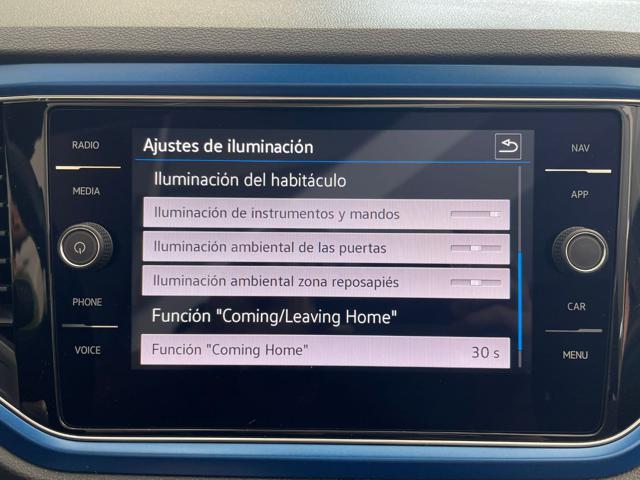 RADIO
MEDIA
PHONE
VOICE
Ajustes de iluminación
Iluminación del habitáculo
Iluminación de instrumentos y mandos
Iluminación ambiental de las puertas
Iluminación ambiental zona reposapiés
Función "Coming/Leaving Home"
Función "Coming Home" 30 s
NAV
APP
CAR
MENU